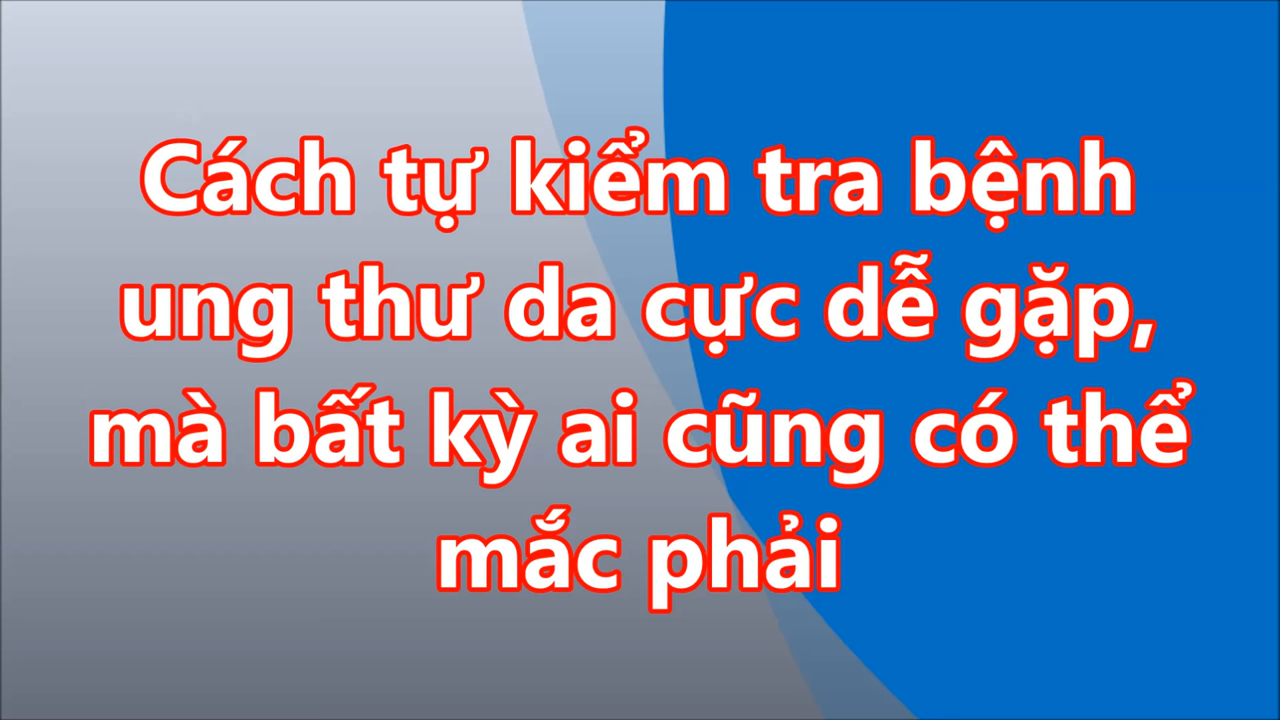 Cách tự kiểm tra bệnh
ung thư da cực dễ gặp,
mà bất kỳ ai cũng có thể
mắc phải